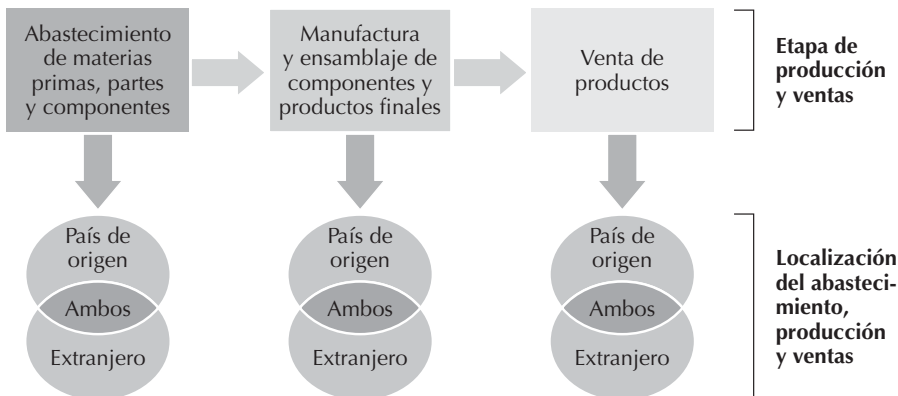 Abastecimiento
de materias
primas, partes
y componentes
Manufactura
y ensamblaje de
componentes y
productos finales
Venta de
productos
Etapa de
producción
y ventas
País de
origen
Ambos
Extranjero
País de
origen
Ambos
Extranjero
País de
origen
Ambos
Extranjero
Localización
del abasteci-
miento,
producción
y ventas